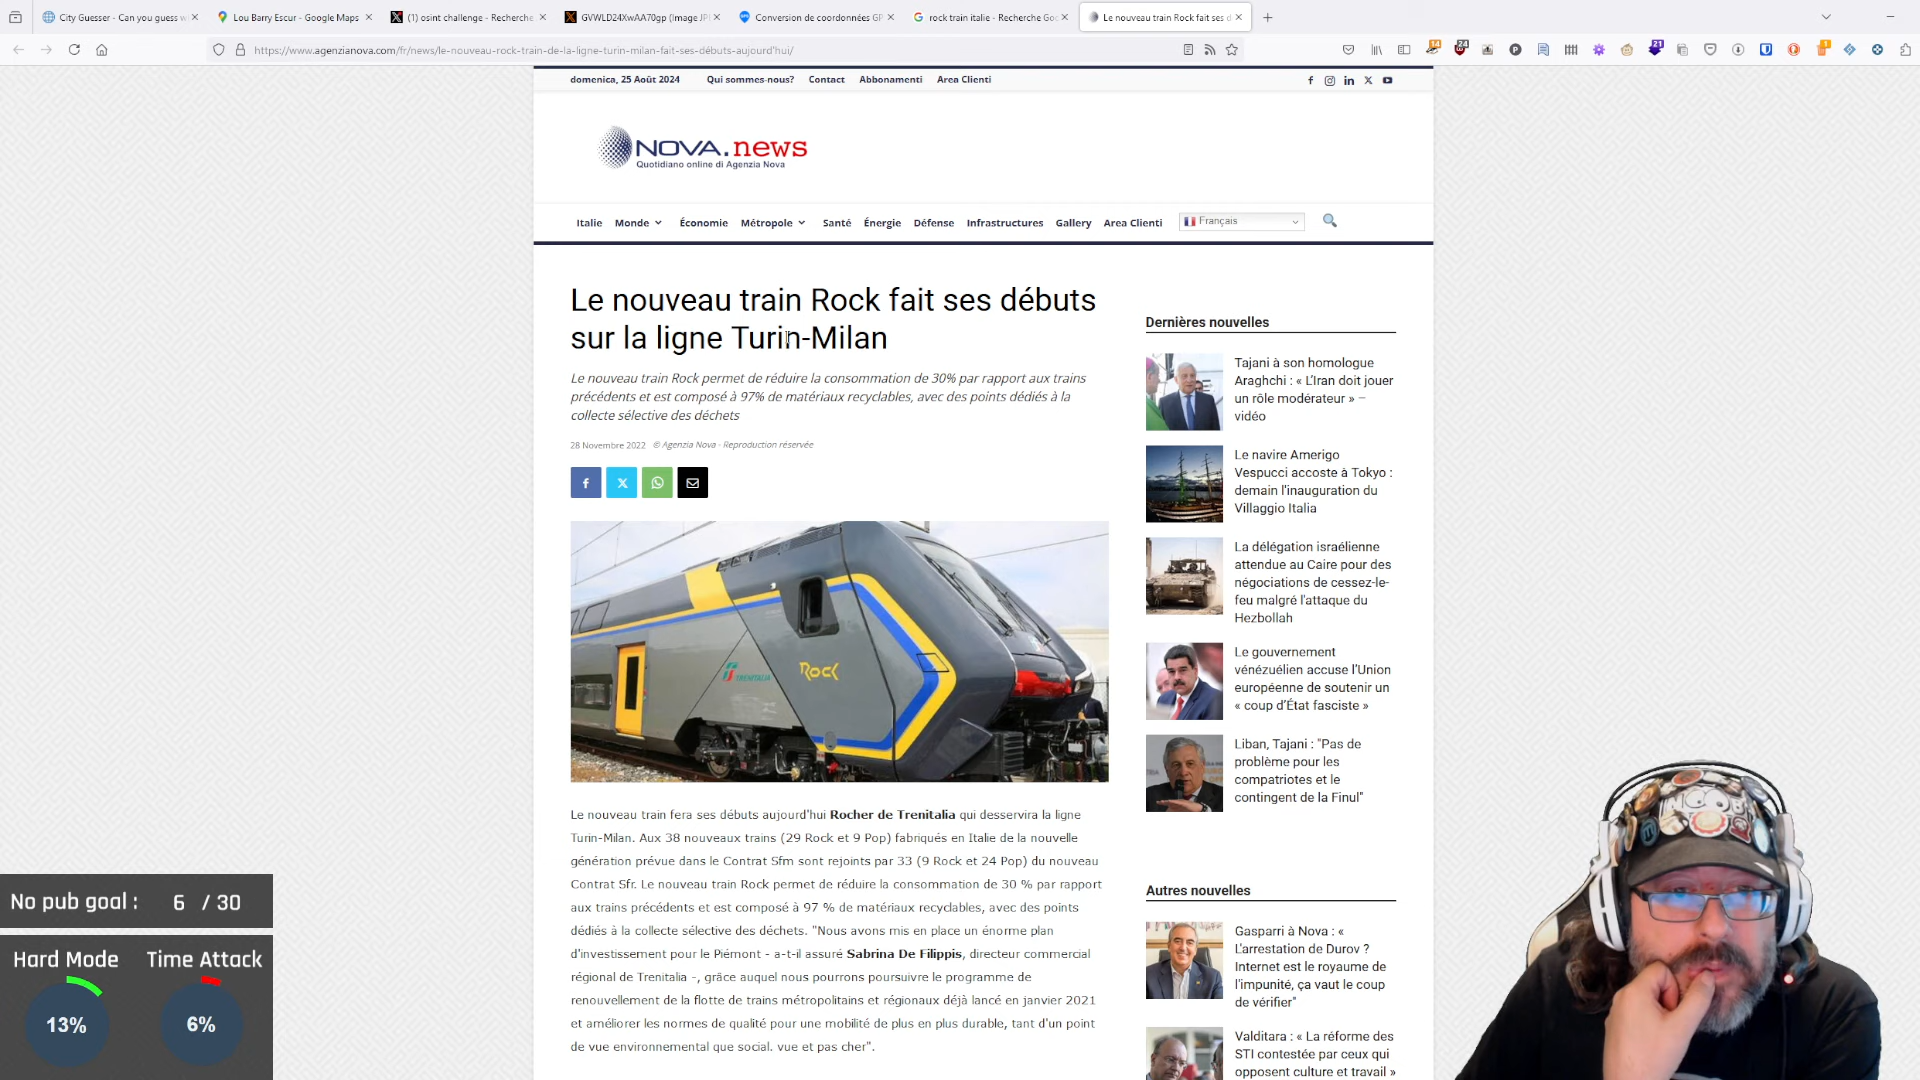 City Guesser - Can you guess w
Lou Barry Escur - Google Maps
(1) osint challenge - Recherche
GVWLD24XwAA70gp (Image JP
Conversion de coordonnées GP
rock train italie - Recherche Goo
Le nouveau train Rock fait ses d
https://www.agenzianova.com/fr/news/le-nouveau-rock-train-de-la-ligne-turin-milan-fait-ses-débuts-aujourd'hui/
14
24
21
1
domenica, 25 Août 2024
Qui sommes-nous?
Contact
Abbonamenti
Area Clienti
NOVA.news
Quotidiano online di Agenzia Nova
Italie
Monde
Économie
Métropole
Santé
Énergie
Défense
Infrastructures
Gallery
Area Clienti
Français
Le nouveau train Rock fait ses débuts
sur la ligne Turin-Milan
Le nouveau train Rock permet de réduire la consommation de 30% par rapport aux trains
précédents et est composé à 97% de matériaux recyclables, avec des points dédiés à la
collecte sélective des déchets
28 Novembre 2022 © Agenzia Nova - Reproduction réservée
TRENITALIA
Rock
Le nouveau train fera ses débuts aujourd'hui Rocher de Trenitalia qui desservira la ligne
Turin-Milan. Aux 38 nouveaux trains (29 Rock et 9 Pop) fabriqués en Italie de la nouvelle
génération prévue dans le Contrat Sfm sont rejoints par 33 (9 Rock et 24 Pop) du nouveau
Contrat Sfr. Le nouveau train Rock permet de réduire la consommation de 30 % par rapport
aux trains précédents et est composé à 97 % de matériaux recyclables, avec des points
dédiés à la collecte sélective des déchets. "Nous avons mis en place un énorme plan
d'investissement pour le Piémont - a-t-il assuré Sabrina De Filippis, directeur commercial
régional de Trenitalia -, grâce auquel nous pourrons poursuivre le programme de
renouvellement de la flotte de trains métropolitains et régionaux déjà lancé en janvier 2021
et améliorer les normes de qualité pour une mobilité de plus en plus durable, tant d'un point
de vue environnemental que social. vue et pas cher".
Dernières nouvelles
Tajani à son homologue
Araghchi : « L'Iran doit jouer
un rôle modérateur » –
vidéo
Le navire Amerigo
Vespucci accoste à Tokyo :
demain l'inauguration du
Villaggio Italia
La délégation israélienne
attendue au Caire pour des
négociations de cessez-le-
feu malgré l'attaque du
Hezbollah
Le gouvernement
vénézuélien accuse l'Union
européenne de soutenir un
« coup d'État fasciste »
Liban, Tajani : "Pas de
problème pour les
compatriotes et le
contingent de la Finul"
Autres nouvelles
Gasparri à Nova : «
L'arrestation de Durov ?
Internet est le royaume de
l'impunité, ça vaut le coup
de vérifier"
Valditara : « La réforme des
STI contestée par ceux qui
opposent culture et travail »
No pub goal : 6 / 30
Hard Mode
Time Attack
13%
6%